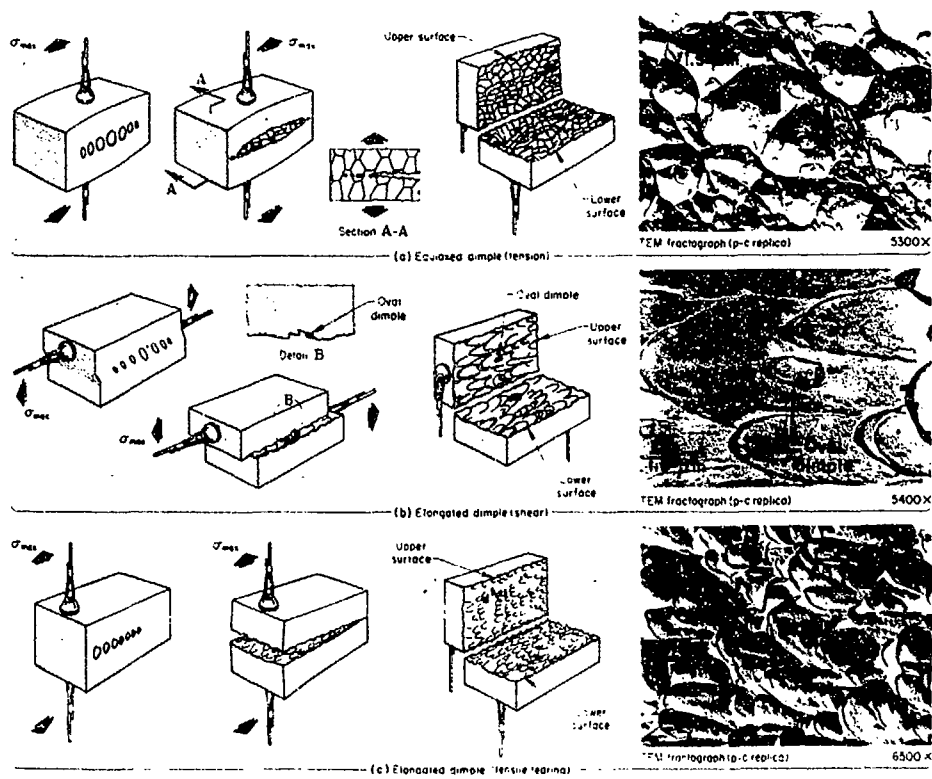 σmax
σmax
A
A
Section A-A
Upper surface
Lower
surface
TEM fractograph (p-c replica) 5300X
(a) Equiaxed dimple (tension)
σmax
Oval
dimple
Detail B
B
σmax
Oval dimple
Upper
surface
Lower
surface
Oval
Dimple
TEM fractograph (p-c replica) 5400X
(b) Elongated dimple (shear)
σmax
σmax
Upper
surface
Lower
surface
TEM fractograph (p-c replica) 6500X
(c) Elongated dimple (tensile tearing)